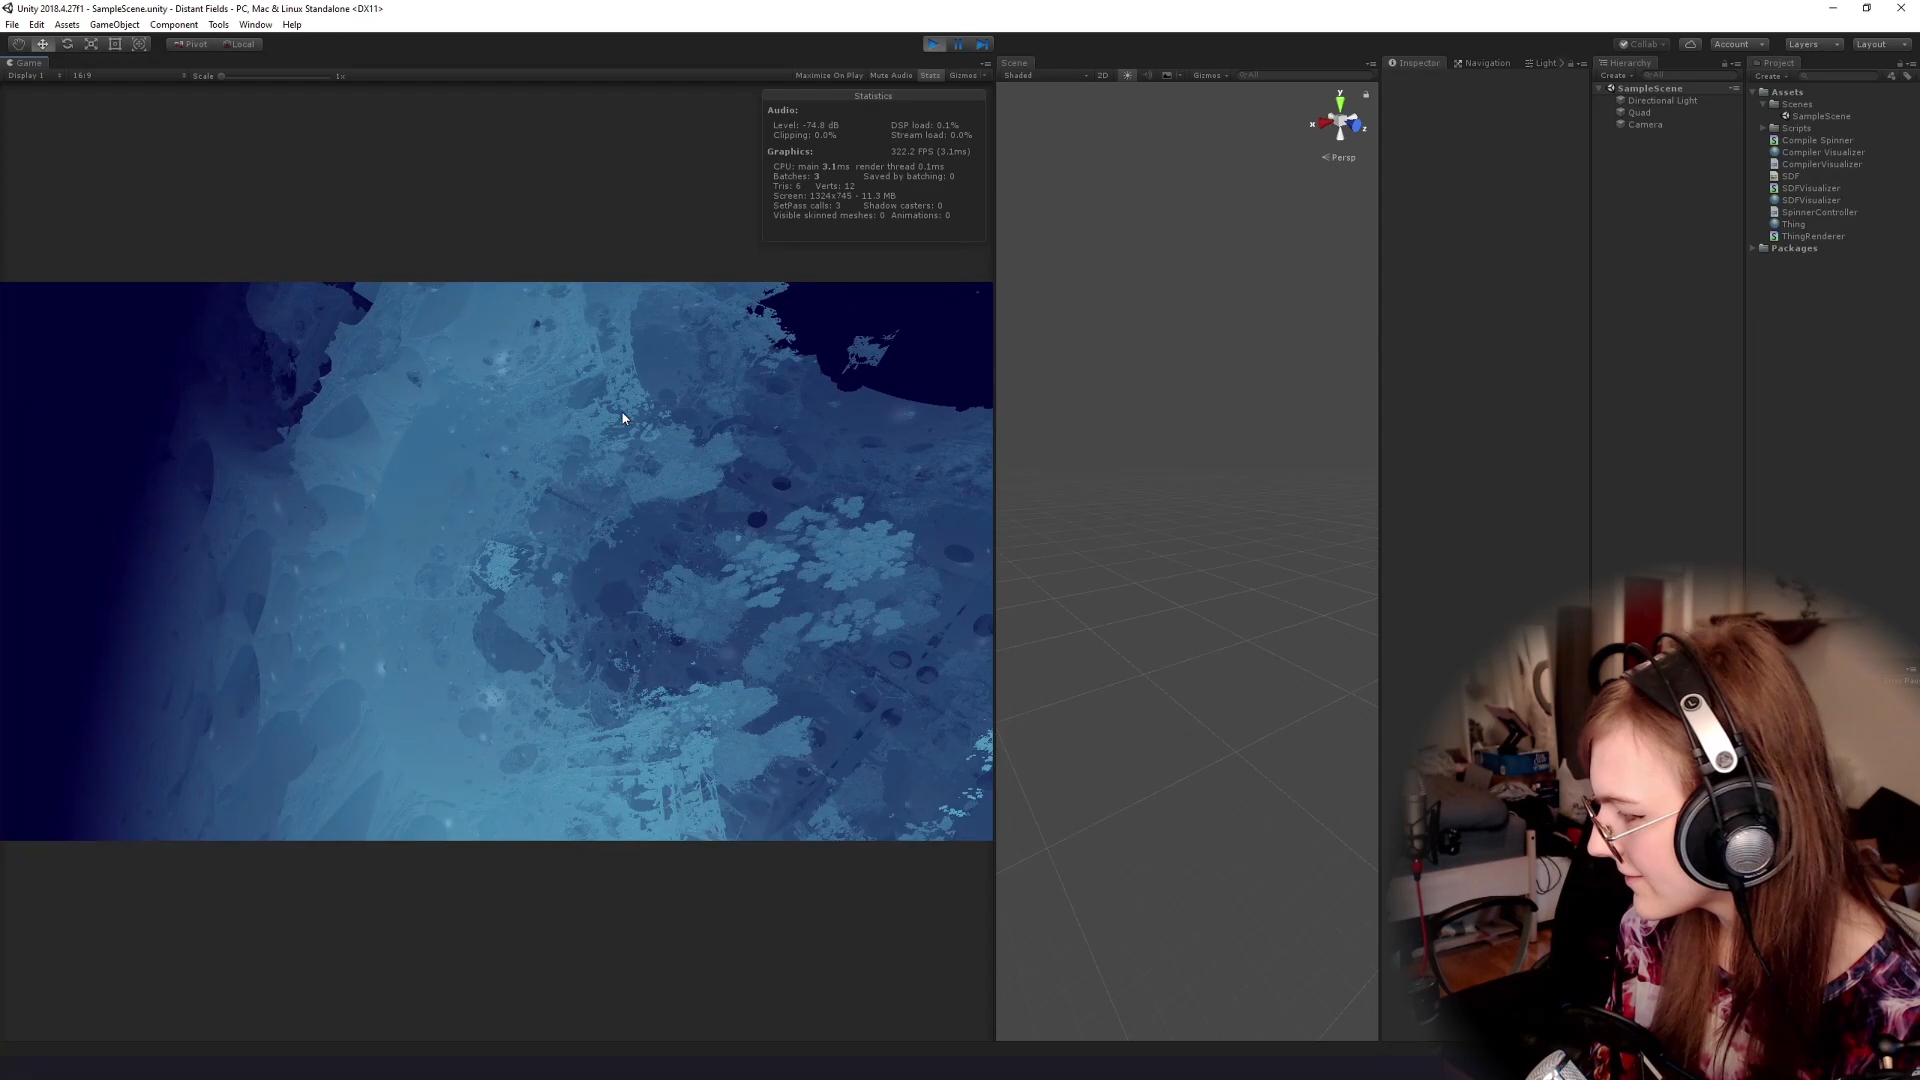 Unity 2018.4.27f1 - SampleScene.unity - Distant Fields - PC, Mac & Linux Standalone <DX11>
File Edit Assets GameObject Component Tools Window Help
Pivot Local
Collab Account Layers Layout
Game
Display 1 16:9 Scale 1x Maximize On Play Mute Audio Stats Gizmos
Statistics
Audio:
Level: -74.8 dB DSP load: 0.1%
Clipping: 0.0% Stream load: 0.0%
Graphics: 322.2 FPS (3.1ms)
CPU: main 3.1ms render thread 0.1ms
Batches: 3 Saved by batching: 0
Tris: 6 Verts: 12
Screen: 1324x745 - 11.3 MB
SetPass calls: 3 Shadow casters: 0
Visible skinned meshes: 0 Animations: 0
Scene
Shaded 2D Gizmos All
y
x z
Persp
Inspector Navigation Light
Hierarchy
Create All
SampleScene
Directional Light
Quad
Camera
Project
Create
Assets
Scenes
SampleScene
Scripts
Compile Spinner
Compiler Visualizer
CompilerVisualizer
SDF
SDFVisualizer
SDFVisualizer
SpinnerController
Thing
ThingRenderer
Packages